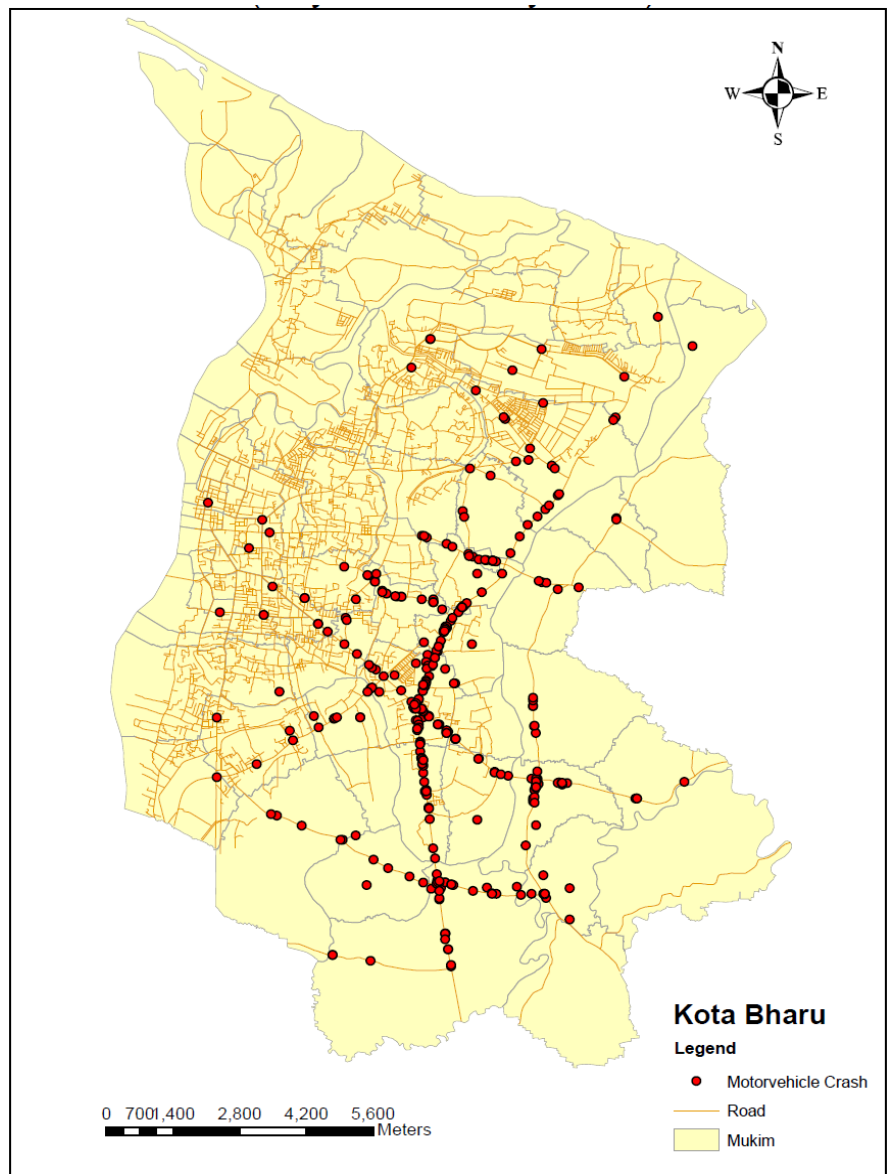 N
W E
S
Kota Bharu
Legend
Motorvehicle Crash
Road
Mukim
0 7001,400 2,800 4,200 5,600
Meters